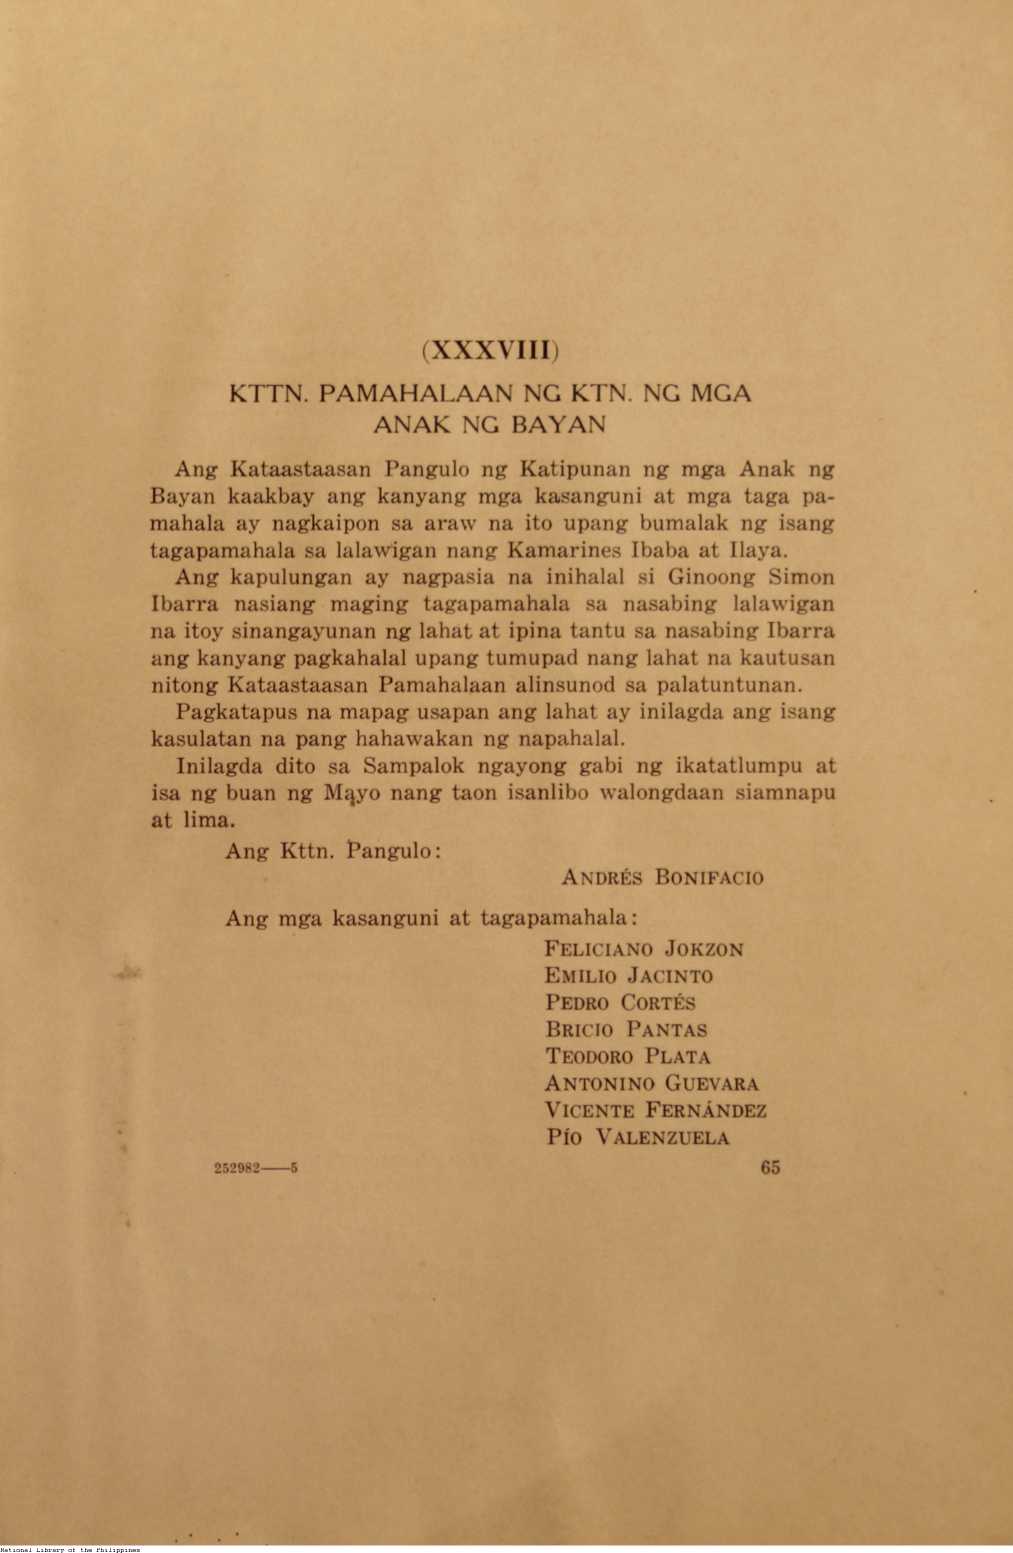 (XXXVIII)
KTTN. PAMAHALAAN NG KTN. NG MGA
ANAK NG BAYAN
Ang Kataastaasan Pangulo ng Katipunan ng mga Anak ng
Bayan kaakbay ang kanyang mga kasanguni at mga taga pa-
mahala ay nagkaipon sa araw na ito upang bumalak ng isang
tagapamahala sa lalawigan nang Kamarines Ibaba at Ilaya.
Ang kapulungan ay nagpasia na inihalal si Ginoong Simon
Ibarra nasiang maging tagapamahala sa nasabing lalawigan
na itoy sinangayunan ng lahat at ipina tantu sa nasabing Ibarra
ang kanyang pagkahalal upang tumupad nang lahat na kautusan
nitong Kataastaasan Pamahalaan alinsunod sa palatuntunan.
Pagkatapus na mapag usapan ang lahat ay inilagda ang isang
kasulatan na pang hahawakan ng napahalal.
Inilagda dito sa Sampalok ngayong gabi ng ikatatlumpu at
isa ng buan ng Mayo nang taon isanlibo walongdaan siamnapu
at lima.
Ang Kttn. Pangulo:
ANDRÉS BONIFACIO
Ang mga kasanguni at tagapamahala:
FELICIANO JOKZON
EMILIO JACINTO
PEDRO CORTÉS
BRICIO PANTAS
TEODORO PLATA
ANTONINO GUEVARA
VICENTE FERNÁNDEZ
PÍO VALENZUELA
252982——5 65
National Library of the Philippines